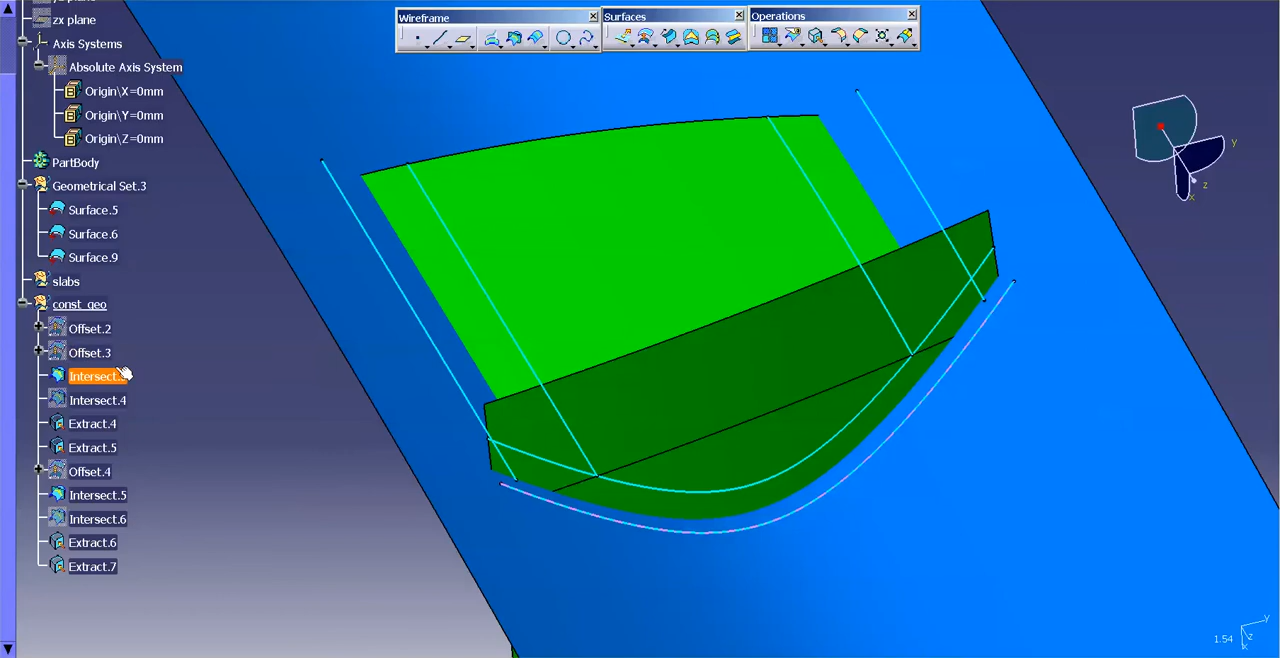 zx plane
Axis Systems
Absolute Axis System
Origin\X=0mm
Origin\Y=0mm
Origin\Z=0mm
PartBody
Geometrical Set.3
Surface.5
Surface.6
Surface.9
slabs
const_geo
Offset.2
Offset.3
Intersect.
Intersect.4
Extract.4
Extract.5
Offset.4
Intersect.5
Intersect.6
Extract.6
Extract.7
Wireframe
Surfaces
Operations
y
z
x
1.54
y
z
x